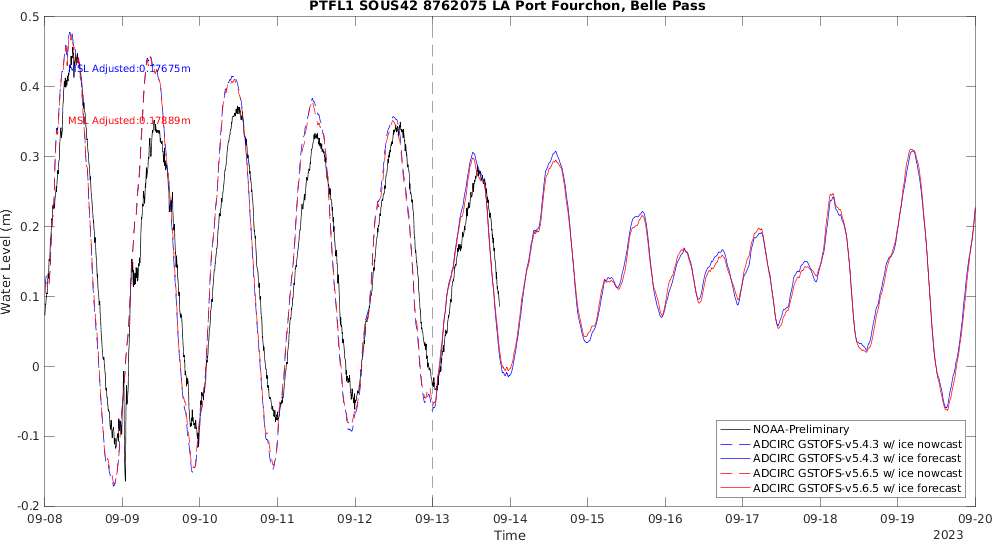 PTFL1 SOUS42 8762075 LA Port Fourchon, Belle Pass
0.5
0.4
0.3
0.2
0.1
0
-0.1
-0.2
Water Level (m)
MSL Adjusted:0.17675m
MSL Adjusted:0.17889m
NOAA-Preliminary
ADCIRC GSTOFS-v5.4.3 w/ ice nowcast
ADCIRC GSTOFS-v5.4.3 w/ ice forecast
ADCIRC GSTOFS-v5.6.5 w/ ice nowcast
ADCIRC GSTOFS-v5.6.5 w/ ice forecast
09-08 09-09 09-10 09-11 09-12 09-13 09-14 09-15 09-16 09-17 09-18 09-19 09-20
Time
2023